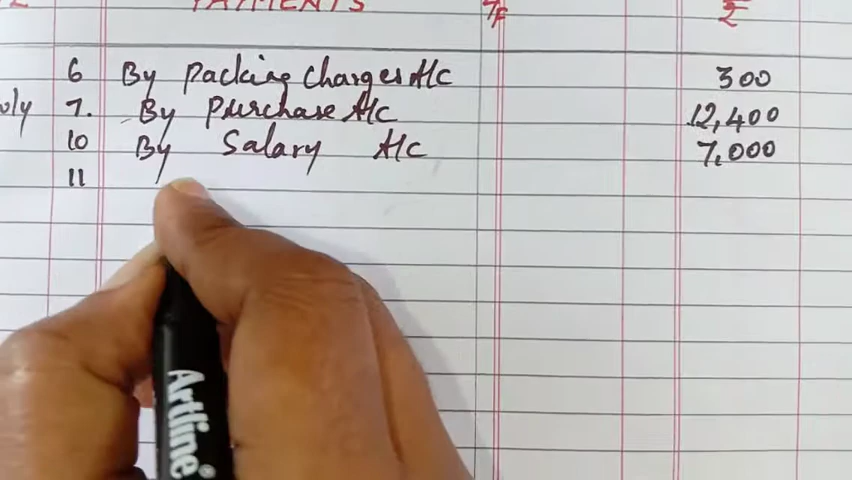 PAYMENTS
6 By Packing Charges A/c 300
7. By Purchase A/c 12,400
10 By Salary A/c 7,000
11
Artline